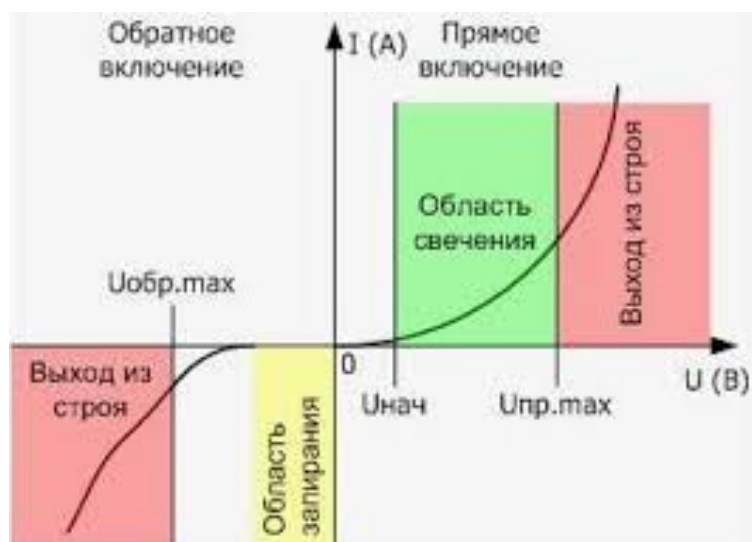 Обратное
включение
I (А)
Прямое
включение
Область
свечения
Выход из строя
Uобр.max
Выход из
строя
0
U (В)
Uнач
Uпр.max
Область
запирания